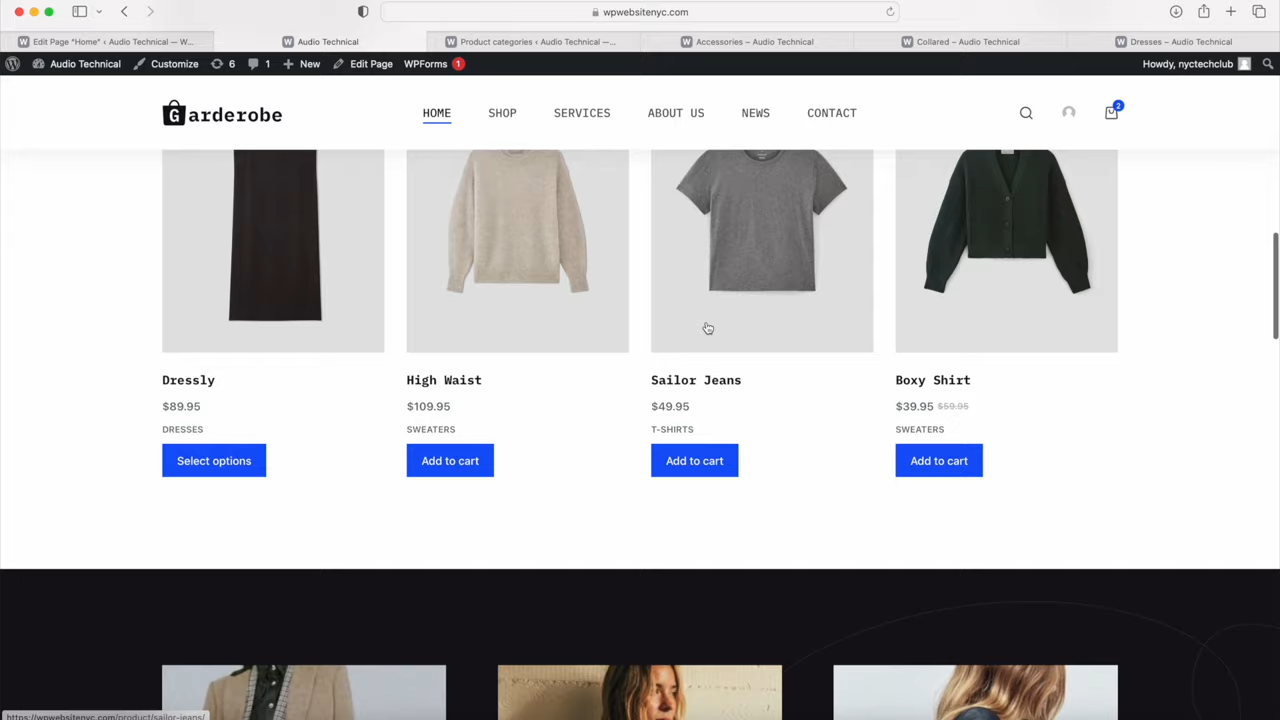 wpwebsitenyc.com
Edit Page “Home” ‹ Audio Technical — W...
Audio Technical
Product categories ‹ Audio Technical —...
Accessories – Audio Technical
Collared – Audio Technical
Dresses – Audio Technical
Audio Technical Customize 6 1 New Edit Page WPForms 1 Howdy, nyctechclub
Garderobe
HOME SHOP SERVICES ABOUT US NEWS CONTACT 2
Dressly High Waist Sailor Jeans Boxy Shirt
$89.95 $109.95 $49.95 $39.95 $59.95
DRESSES SWEATERS T-SHIRTS SWEATERS
Select options Add to cart Add to cart Add to cart
https://wpwebsitenyc.com/product/sailor-jeans/